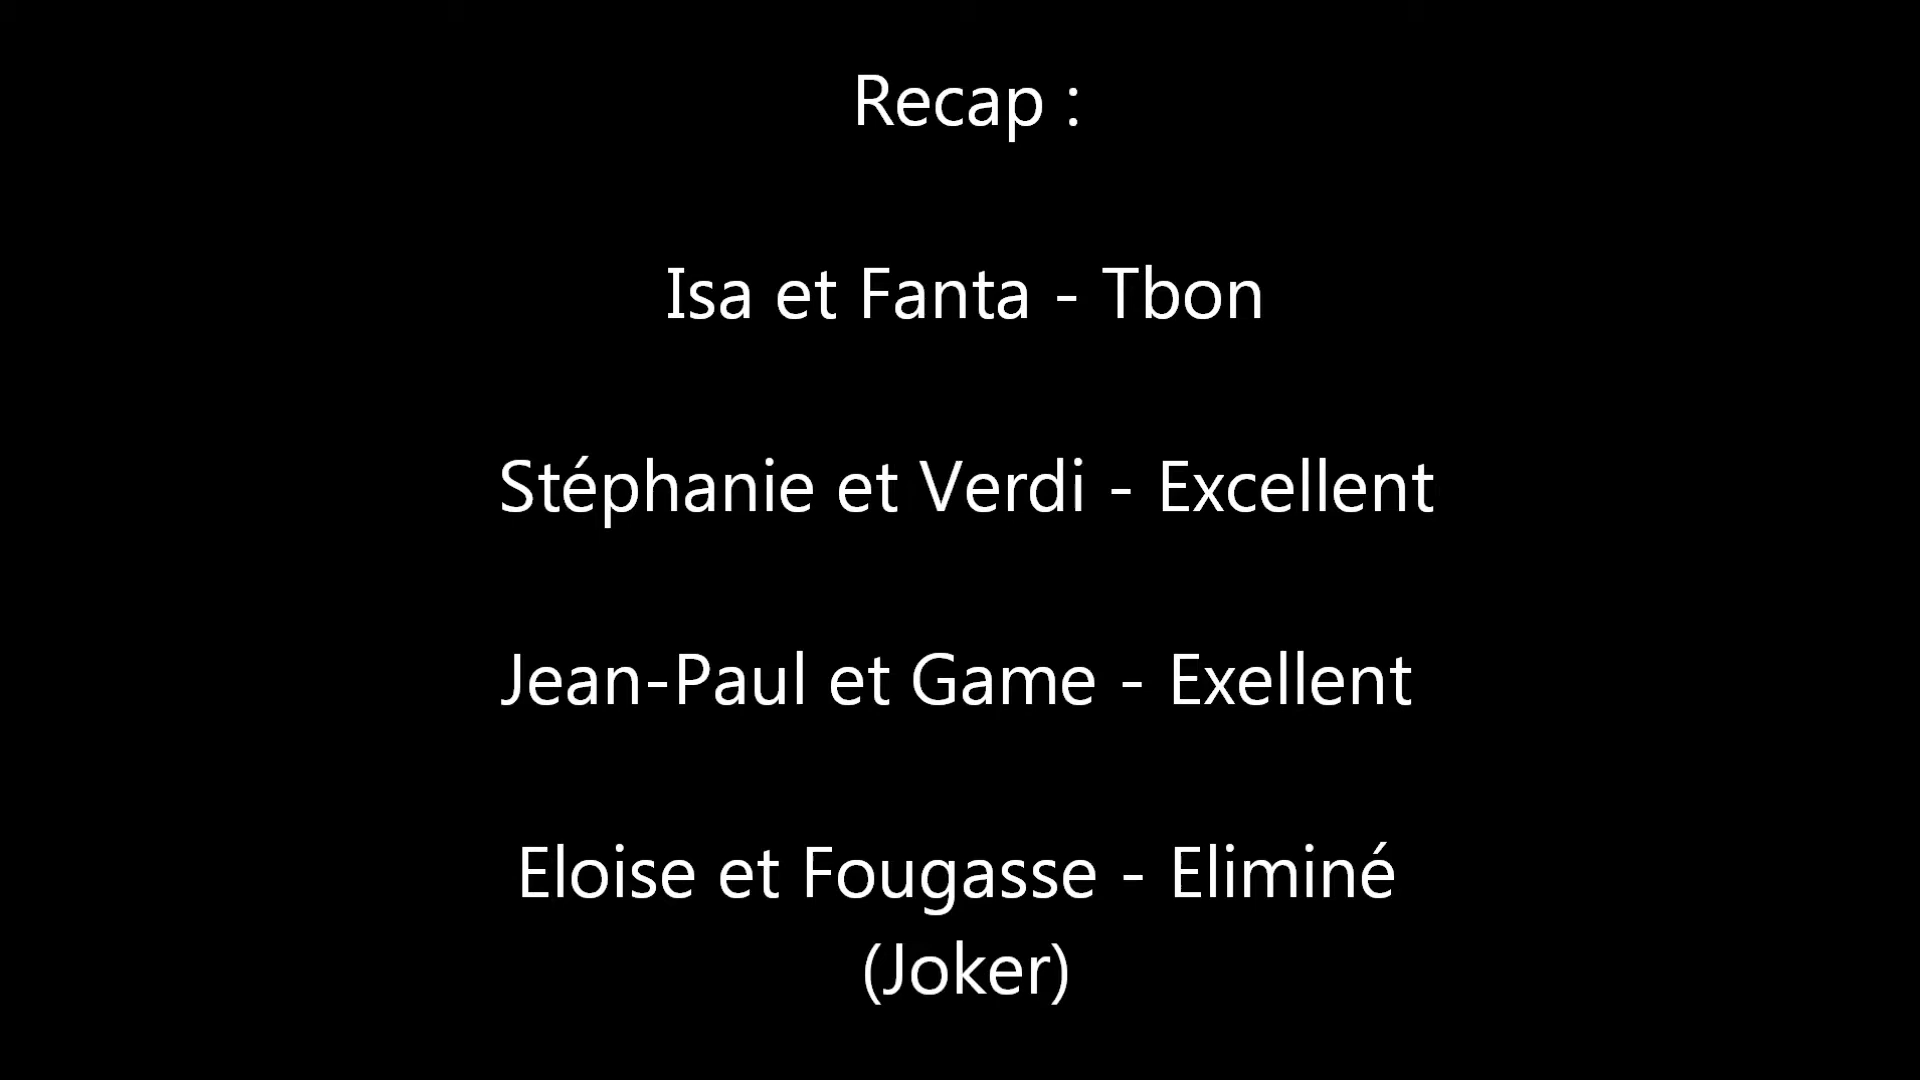 Recap :
Isa et Fanta - Tbon
Stéphanie et Verdi - Excellent
Jean-Paul et Game - Exellent
Eloise et Fougasse - Eliminé
(Joker)